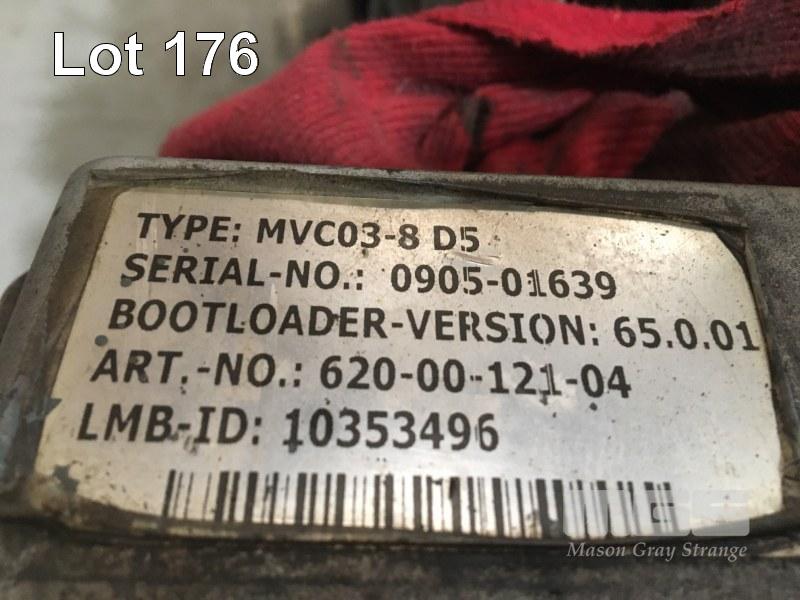 Lot 176
TYPE: MVC03-8 D5
SERIAL-NO.: 0905-01639
BOOTLOADER-VERSION: 65.0.01
ART.-NO.: 620-00-121-04
LMB-ID: 10353496
MGS
Mason Gray Strange